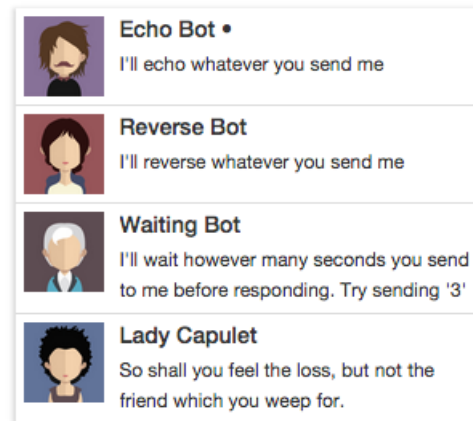 Echo Bot •
I'll echo whatever you send me
Reverse Bot
I'll reverse whatever you send me
Waiting Bot
I'll wait however many seconds you send
to me before responding. Try sending '3'
Lady Capulet
So shall you feel the loss, but not the
friend which you weep for.